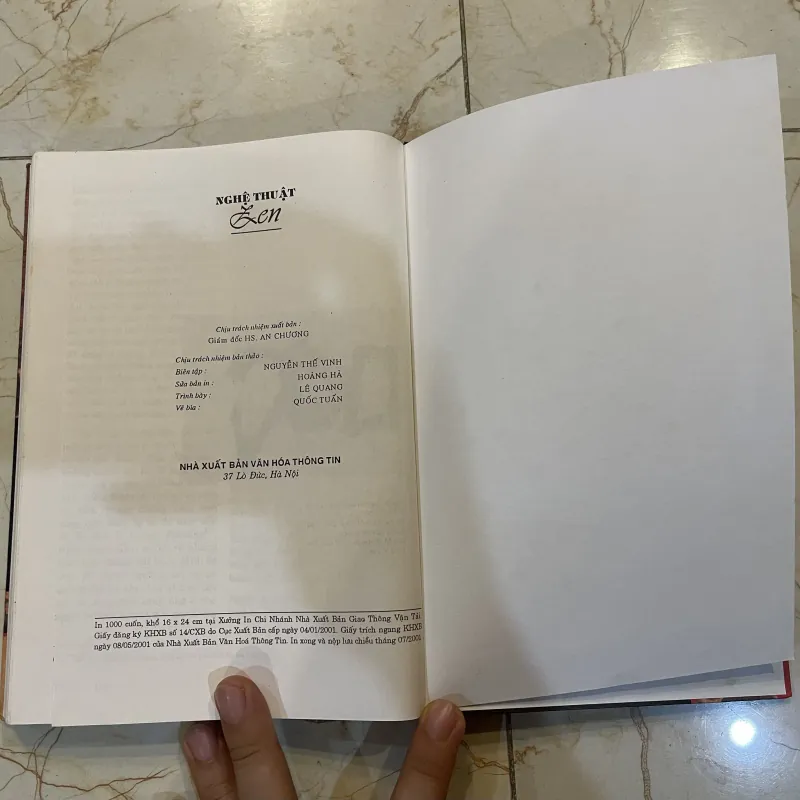 NGHỆ THUẬT
Zen
Chịu trách nhiệm xuất bản :
Giám đốc HS. AN CHƯƠNG
Chịu trách nhiệm bản thảo :
Biên tập : NGUYỄN THẾ VINH
Sửa bản in : HOÀNG HÀ
Trình bày : LÊ QUANG
Vẽ bìa : QUỐC TUẤN
NHÀ XUẤT BẢN VĂN HÓA THÔNG TIN
37 Lò Đúc, Hà Nội
In 1000 cuốn, khổ 16 x 24 cm tại Xưởng In Chi Nhánh Nhà Xuất Bản Giao Thông Vận Tải.
Giấy đăng ký KHXB số 14/CXB do Cục Xuất Bản cấp ngày 04/01/2001. Giấy trích ngang KHXB
ngày 08/05/2001 của Nhà Xuất Bản Văn Hoá Thông Tin. In xong và nộp lưu chiểu tháng 07/2001